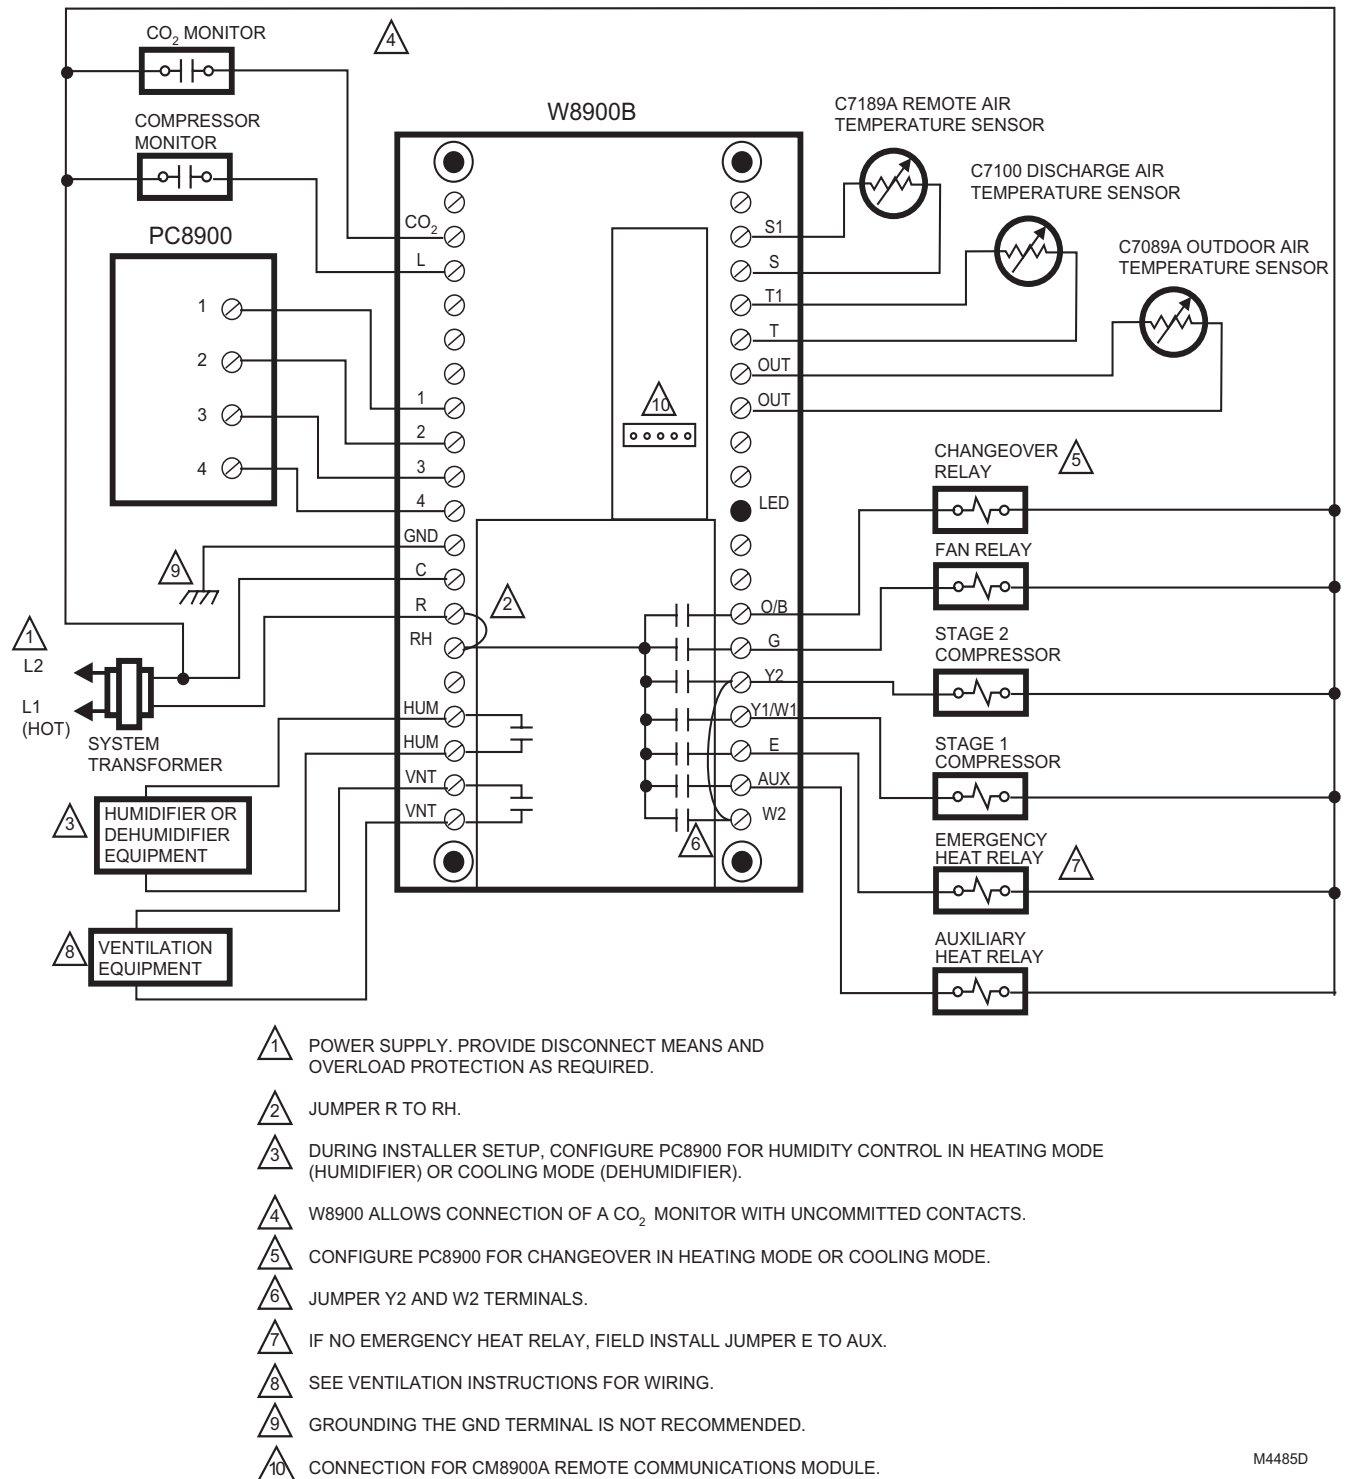 CO2 MONITOR
4
COMPRESSOR
MONITOR
W8900B
C7189A REMOTE AIR
TEMPERATURE SENSOR
C7100 DISCHARGE AIR
TEMPERATURE SENSOR
C7089A OUTDOOR AIR
TEMPERATURE SENSOR
PC8900
1
2
3
4
CO2
L
1
2
3
4
GND
C
R
RH
HUM
HUM
VNT
VNT
9
2
10
6
S1
S
T1
T
OUT
OUT
LED
O/B
G
Y2
Y1/W1
E
AUX
W2
CHANGEOVER
RELAY
5
FAN RELAY
STAGE 2
COMPRESSOR
STAGE 1
COMPRESSOR
EMERGENCY
HEAT RELAY
7
AUXILIARY
HEAT RELAY
1
L2
L1
(HOT)
SYSTEM
TRANSFORMER
3
HUMIDIFIER OR
DEHUMIDIFIER
EQUIPMENT
8
VENTILATION
EQUIPMENT
1 POWER SUPPLY. PROVIDE DISCONNECT MEANS AND
OVERLOAD PROTECTION AS REQUIRED.
2 JUMPER R TO RH.
3 DURING INSTALLER SETUP, CONFIGURE PC8900 FOR HUMIDITY CONTROL IN HEATING MODE
(HUMIDIFIER) OR COOLING MODE (DEHUMIDIFIER).
4 W8900 ALLOWS CONNECTION OF A CO2 MONITOR WITH UNCOMMITTED CONTACTS.
5 CONFIGURE PC8900 FOR CHANGEOVER IN HEATING MODE OR COOLING MODE.
6 JUMPER Y2 AND W2 TERMINALS.
7 IF NO EMERGENCY HEAT RELAY, FIELD INSTALL JUMPER E TO AUX.
8 SEE VENTILATION INSTRUCTIONS FOR WIRING.
9 GROUNDING THE GND TERMINAL IS NOT RECOMMENDED.
10 CONNECTION FOR CM8900A REMOTE COMMUNICATIONS MODULE.
M4485D